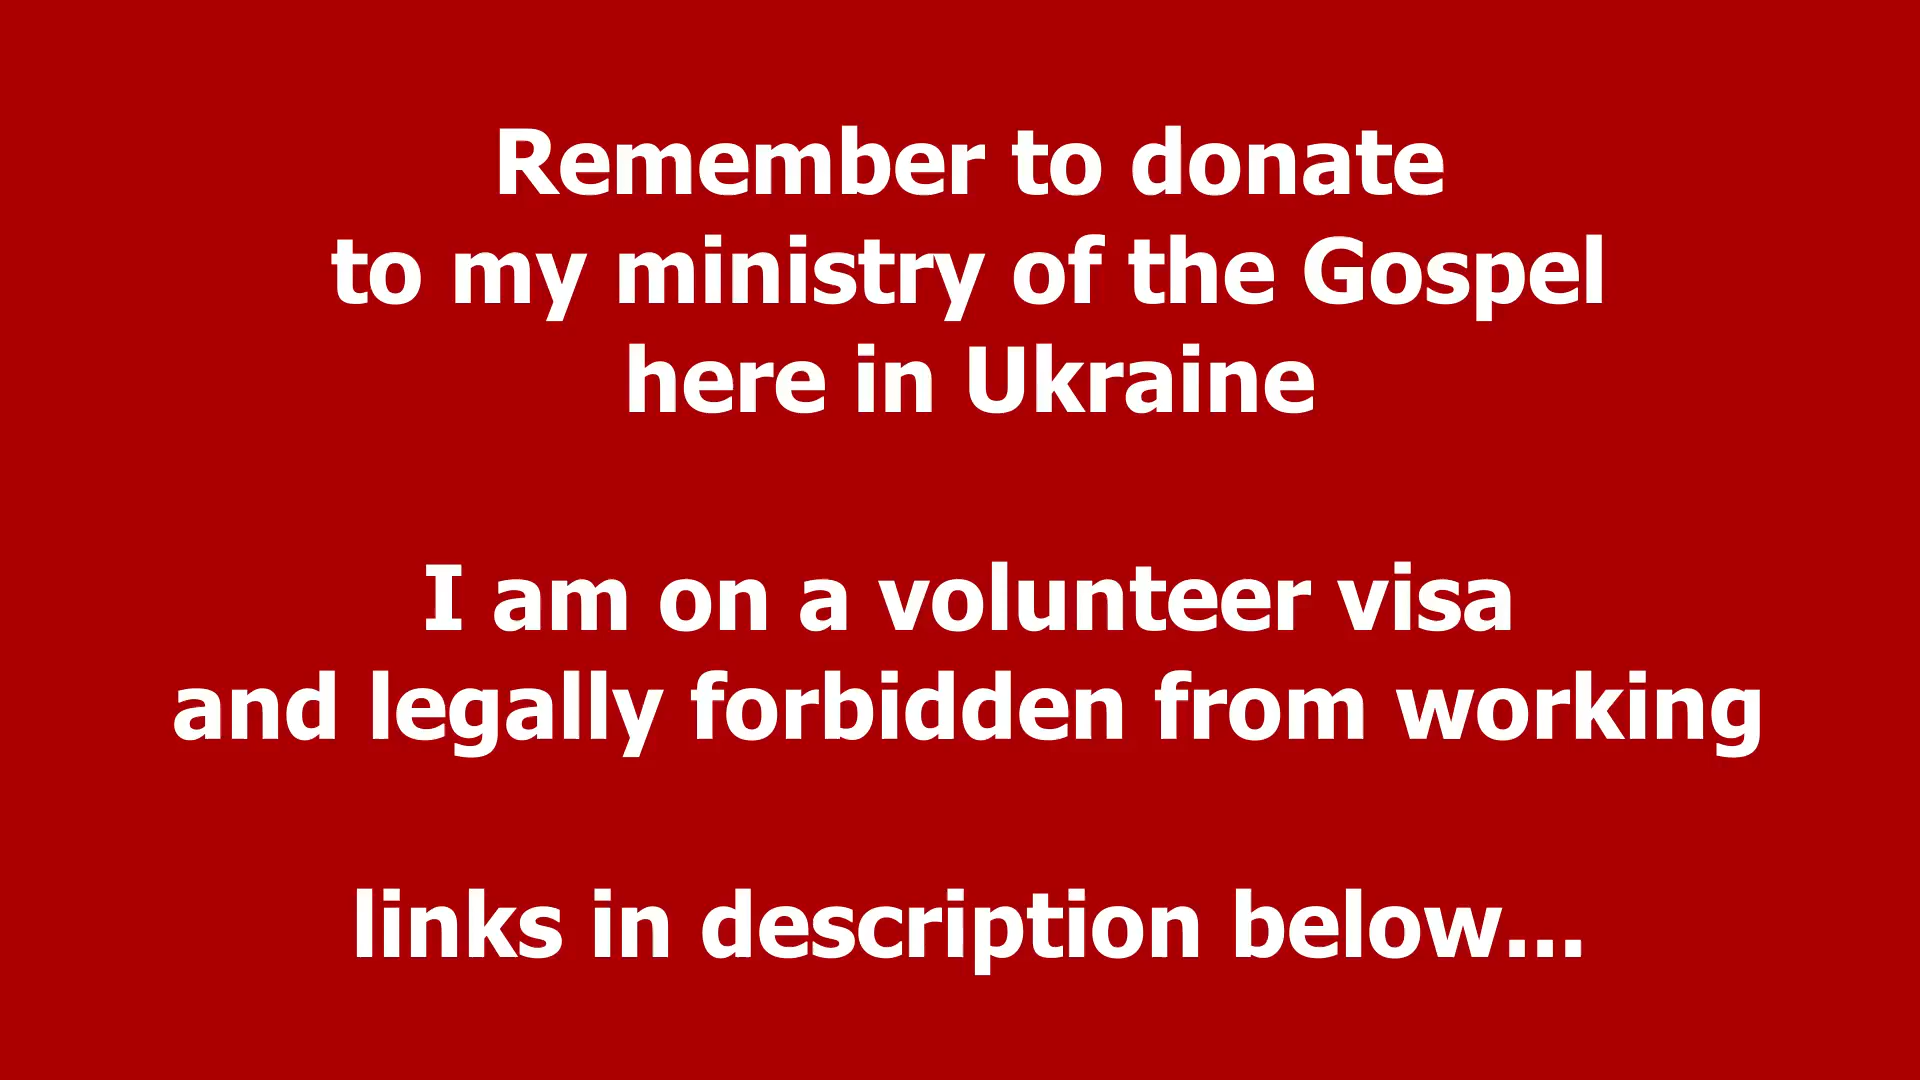 Remember to donate
to my ministry of the Gospel
here in Ukraine
I am on a volunteer visa
and legally forbidden from working
links in description below...